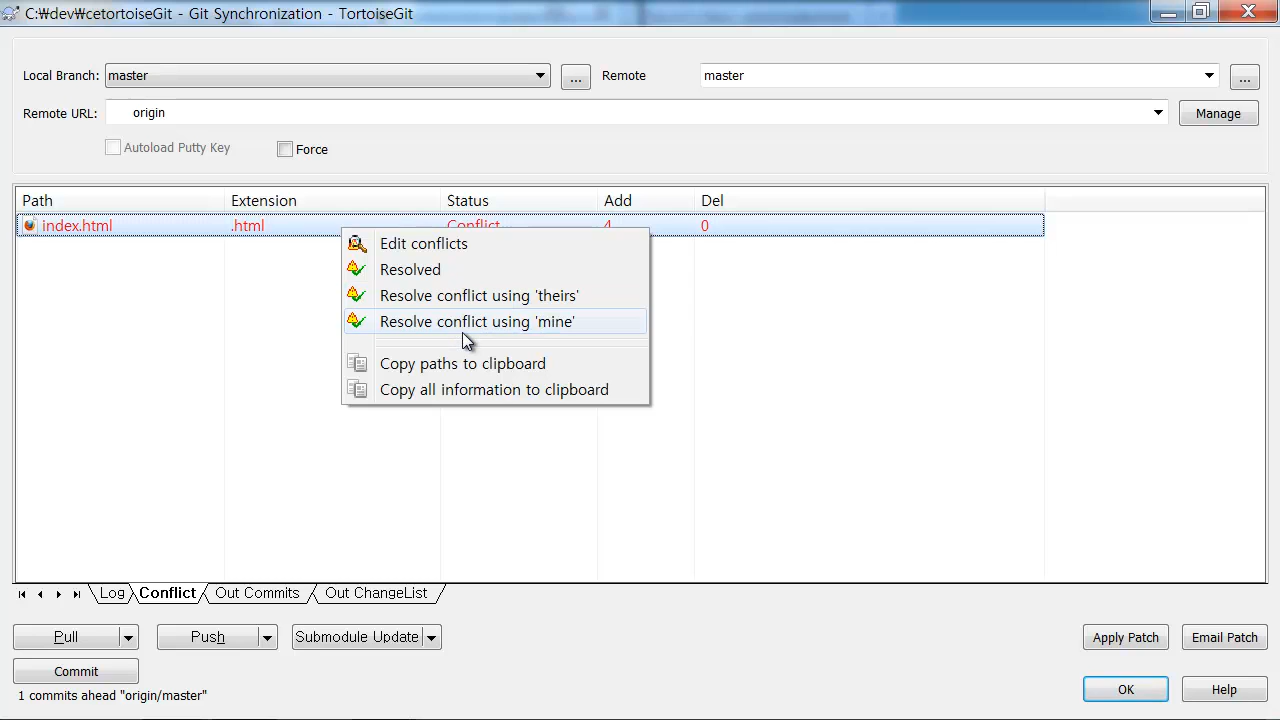 C:₩dev₩cetortoiseGit - Git Synchronization - TortoiseGit
Local Branch: master ... Remote master ...
Remote URL: origin Manage
Autoload Putty Key Force
Path Extension Status Add Del
index.html .html Conflict 4 0
Edit conflicts
Resolved
Resolve conflict using 'theirs'
Resolve conflict using 'mine'
Copy paths to clipboard
Copy all information to clipboard
Log Conflict Out Commits Out ChangeList
Pull Push Submodule Update Apply Patch Email Patch
Commit
1 commits ahead "origin/master"
OK Help